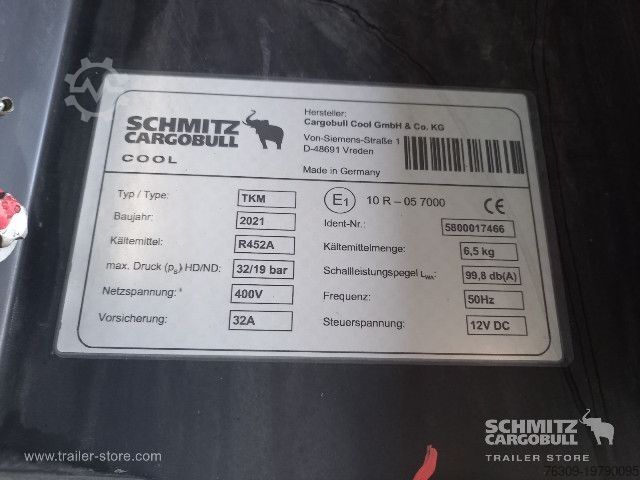 SCHMITZ
CARGOBULL
COOL
Hersteller:
Cargobull Cool GmbH & Co. KG
Von-Siemens-Straße 1
D-48691 Vreden
Made in Germany
Typ / Type: TKM
E1 10 R - 05 7000 CE
Baujahr: 2021
Ident-Nr.: 5800017466
Kältemittel: R452A
Kältemittelmenge: 6,5 kg
max. Druck (ps) HD/ND: 32/19 bar
Schallleistungspegel LWA: 99,8 db(A)
Netzspannung: 400V
Frequenz: 50Hz
Vorsicherung: 32A
Steuerspannung: 12V DC
SCHMITZ
CARGOBULL
TRAILER STORE
www.trailer-store.com
76309-19790095